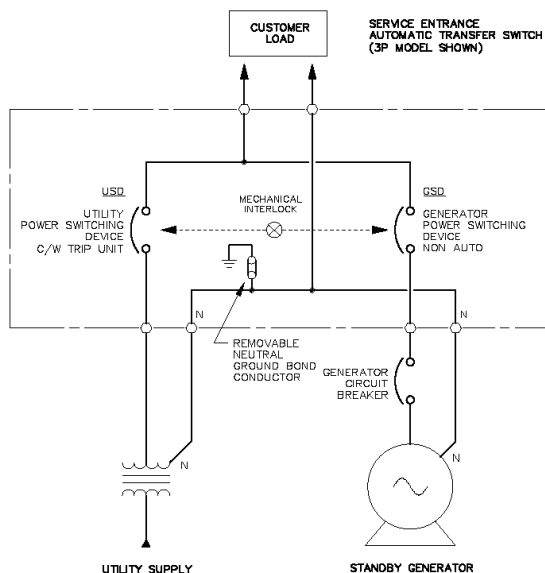 CUSTOMER
LOAD
SERVICE ENTRANCE
AUTOMATIC TRANSFER SWITCH
(3P MODEL SHOWN)
USD
UTILITY
POWER SWITCHING
DEVICE
C/W TRIP UNIT
MECHANICAL
INTERLOCK
GSD
GENERATOR
POWER SWITCHING
DEVICE
NON AUTO
N
N
REMOVABLE
NEUTRAL
GROUND BOND
CONDUCTOR
GENERATOR
CIRCUIT
BREAKER
N
N
UTILITY SUPPLY
STANDBY GENERATOR